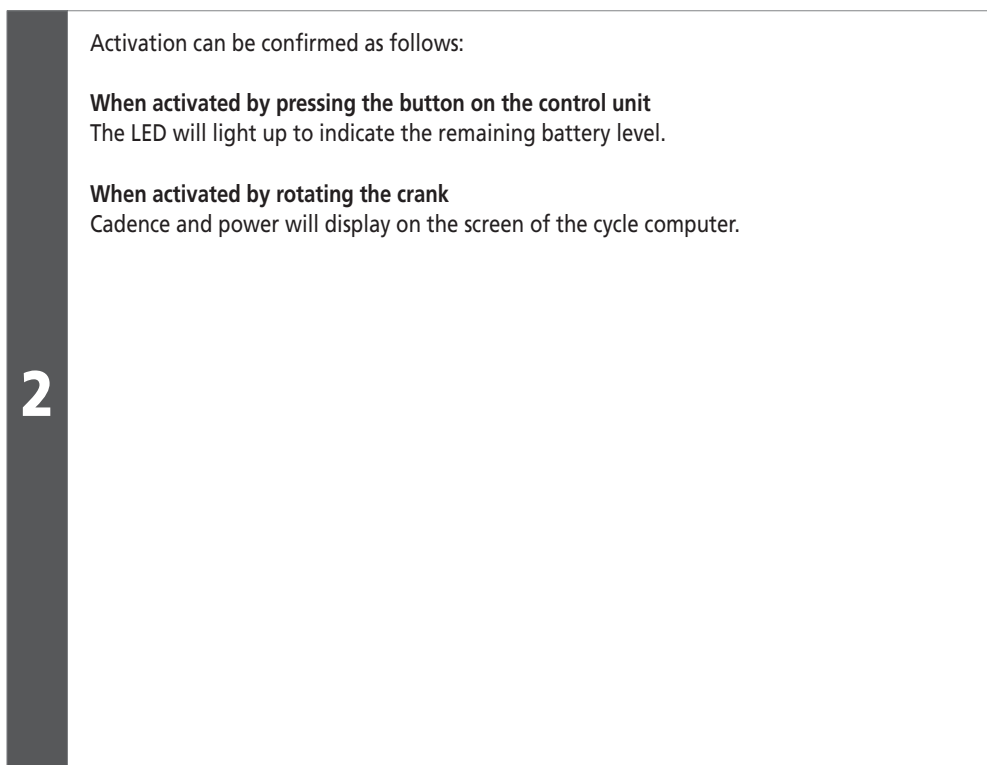 Activation can be confirmed as follows:
When activated by pressing the button on the control unit
The LED will light up to indicate the remaining battery level.
When activated by rotating the crank
Cadence and power will display on the screen of the cycle computer.
2